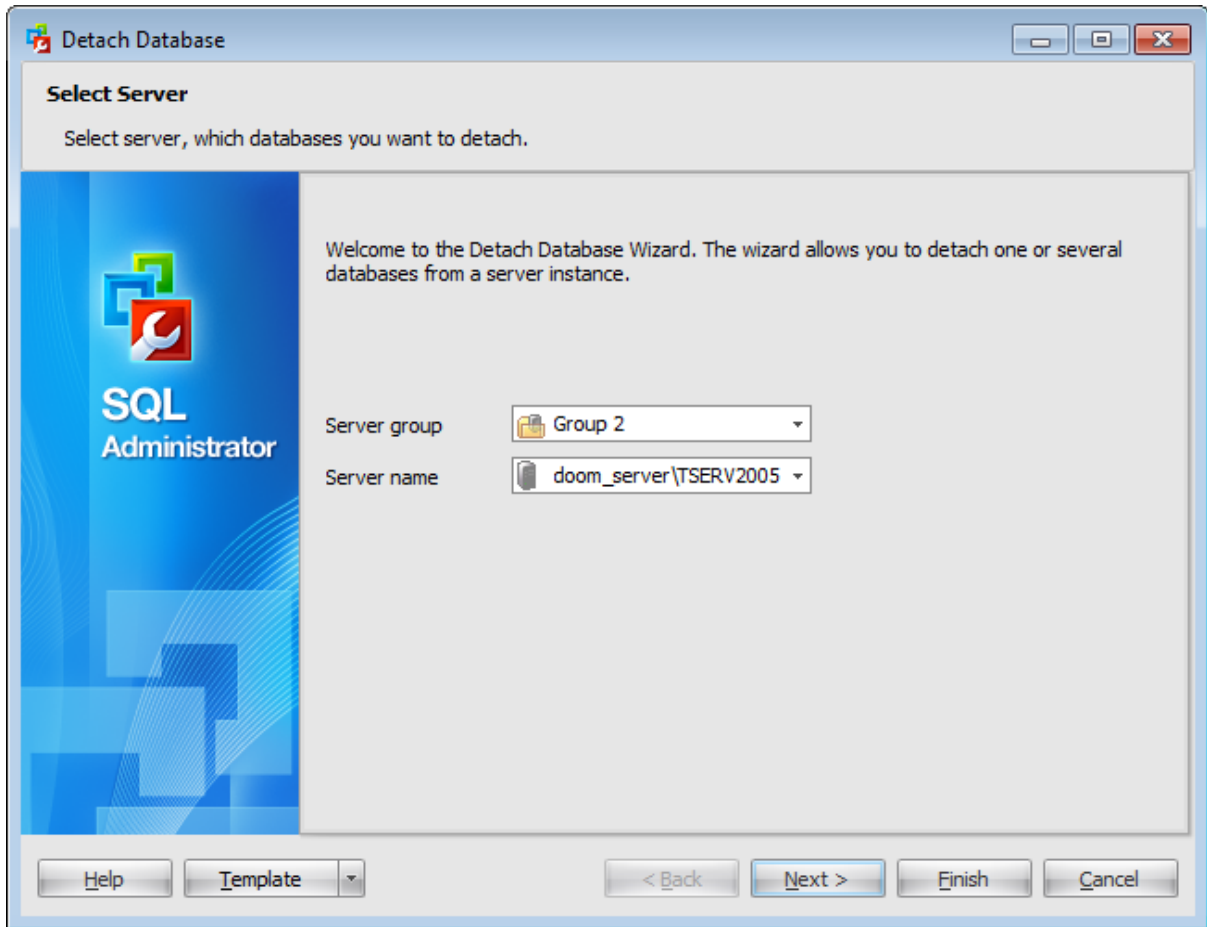 Detach Database
Select Server
Select server, which databases you want to detach.
Welcome to the Detach Database Wizard. The wizard allows you to detach one or several
databases from a server instance.
SQL
Administrator
Server group
Group 2
Server name
doom_server\TSERV2005
Help
Template
< Back
Next >
Finish
Cancel